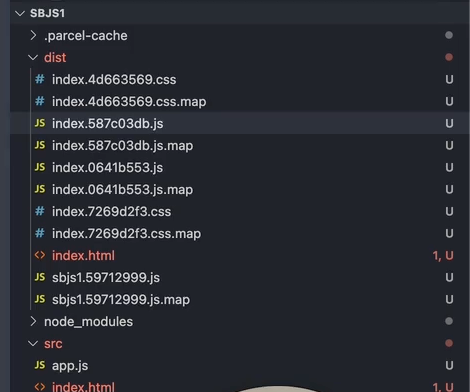 SBJS1
.parcel-cache
dist
# index.4d663569.css U
# index.4d663569.css.map U
JS index.587c03db.js U
JS index.587c03db.js.map U
JS index.0641b553.js U
JS index.0641b553.js.map U
# index.7269d2f3.css U
# index.7269d2f3.css.map U
<> index.html 1, U
JS sbjs1.59712999.js U
JS sbjs1.59712999.js.map U
node_modules
src
JS app.js U
<> index.html 1, U